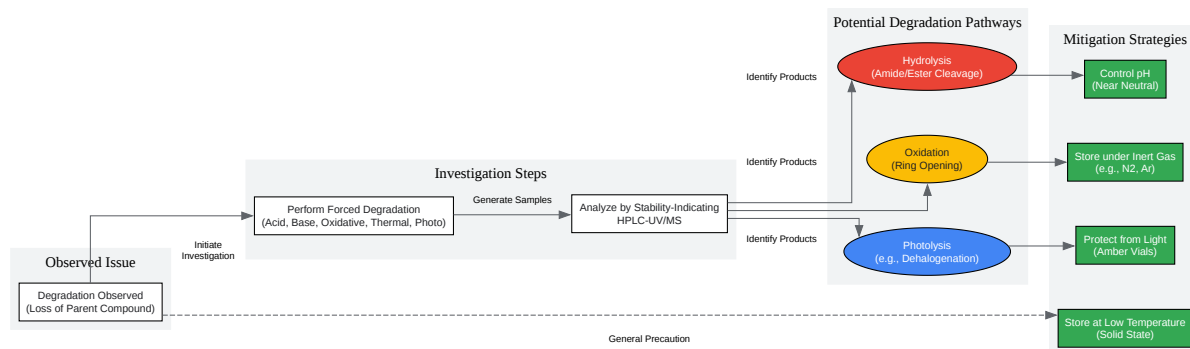 Potential Degradation Pathways
Mitigation Strategies
Hydrolysis
(Amide/Ester Cleavage)
Identify Products
Control pH
(Near Neutral)
Oxidation
(Ring Opening)
Identify Products
Store under Inert Gas
(e.g., N2, Ar)
Investigation Steps
Perform Forced Degradation
(Acid, Base, Oxidative, Thermal, Photo)
Generate Samples
Analyze by Stability-Indicating
HPLC-UV/MS
Identify Products
Photolysis
(e.g., Dehalogenation)
Protect from Light
(Amber Vials)
Initiate
Investigation
Observed Issue
Degradation Observed
(Loss of Parent Compound)
General Precaution
Store at Low Temperature
(Solid State)